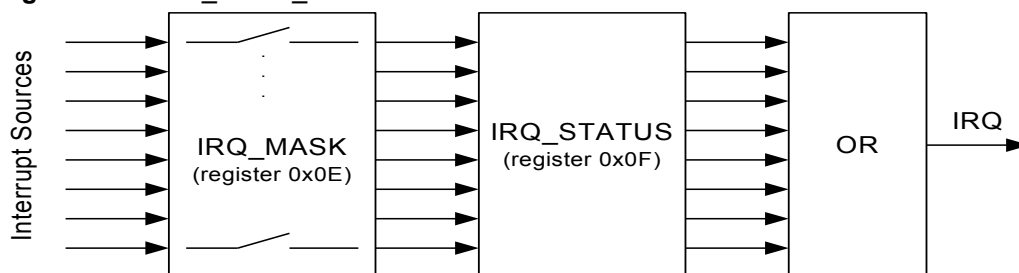 Interrupt Sources
IRQ_MASK
(register 0x0E)
IRQ_STATUS
(register 0x0F)
OR
IRQ